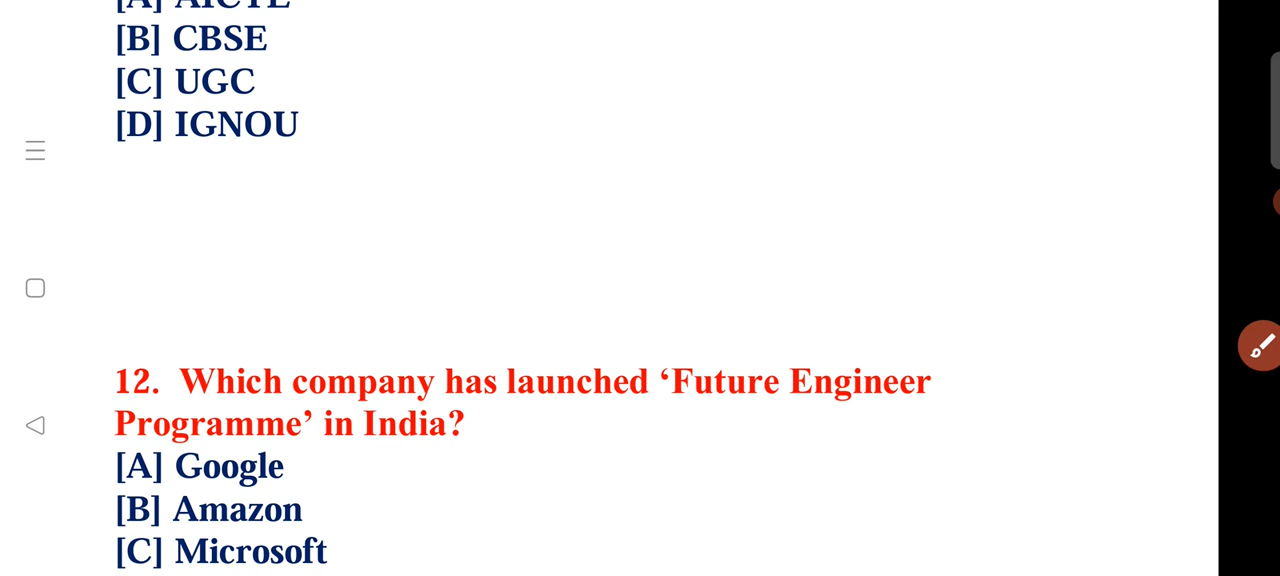 [B] CBSE
[C] UGC
[D] IGNOU
12. Which company has launched ‘Future Engineer
Programme’ in India?
[A] Google
[B] Amazon
[C] Microsoft